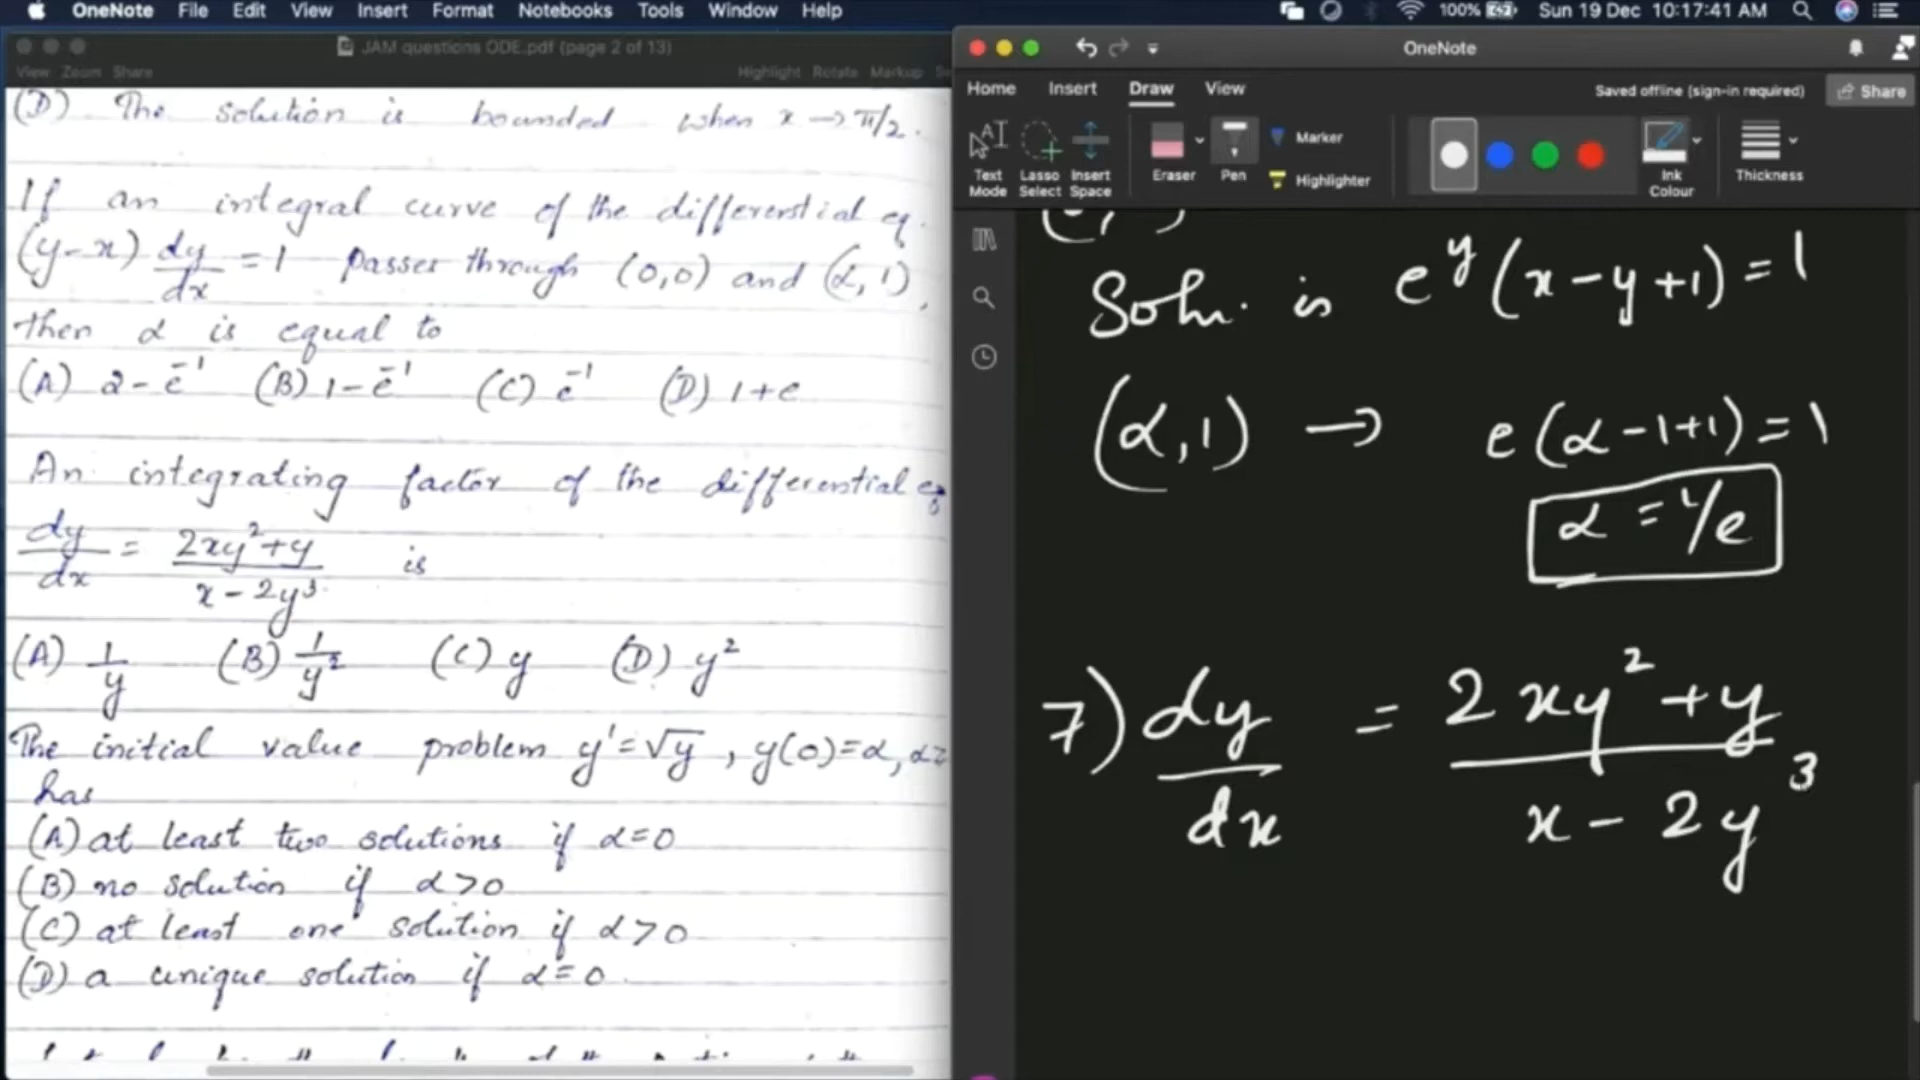 OneNote File Edit View Insert Format Notebooks Tools Window Help 100% Sun 19 Dec 10:17:41 AM
JAM questions ODE.pdf (page 2 of 13)
View Zoom Share Highlight Rotate Markup
(D) The solution is bounded when x → π/2.
If an integral curve of the differential eq.
(y-x) dy/dx = 1 passes through (0,0) and (α, 1),
then α is equal to
(A) 2 - e⁻¹ (B) 1 - e⁻¹ (C) e⁻¹ (D) 1+e
An integrating factor of the differential eq
dy/dx = (2xy²+y)/(x-2y³) is
(A) 1/y (B) 1/y² (C) y (D) y²
The initial value problem y' = √y, y(0)=α, α≥
has
(A) at least two solutions if α=0
(B) no solution if α>0
(C) at least one solution if α>0
(D) a unique solution if α=0.
OneNote
Home Insert Draw View Saved offline (sign-in required) Share
Text Mode Lasso Select Insert Space Eraser Pen Marker Highlighter Ink Colour Thickness
Soln. is e^y (x-y+1) = 1
(α,1) → e(α-1+1)=1
α = 1/e
7) dy/dx = (2xy²+y)/(x-2y³)